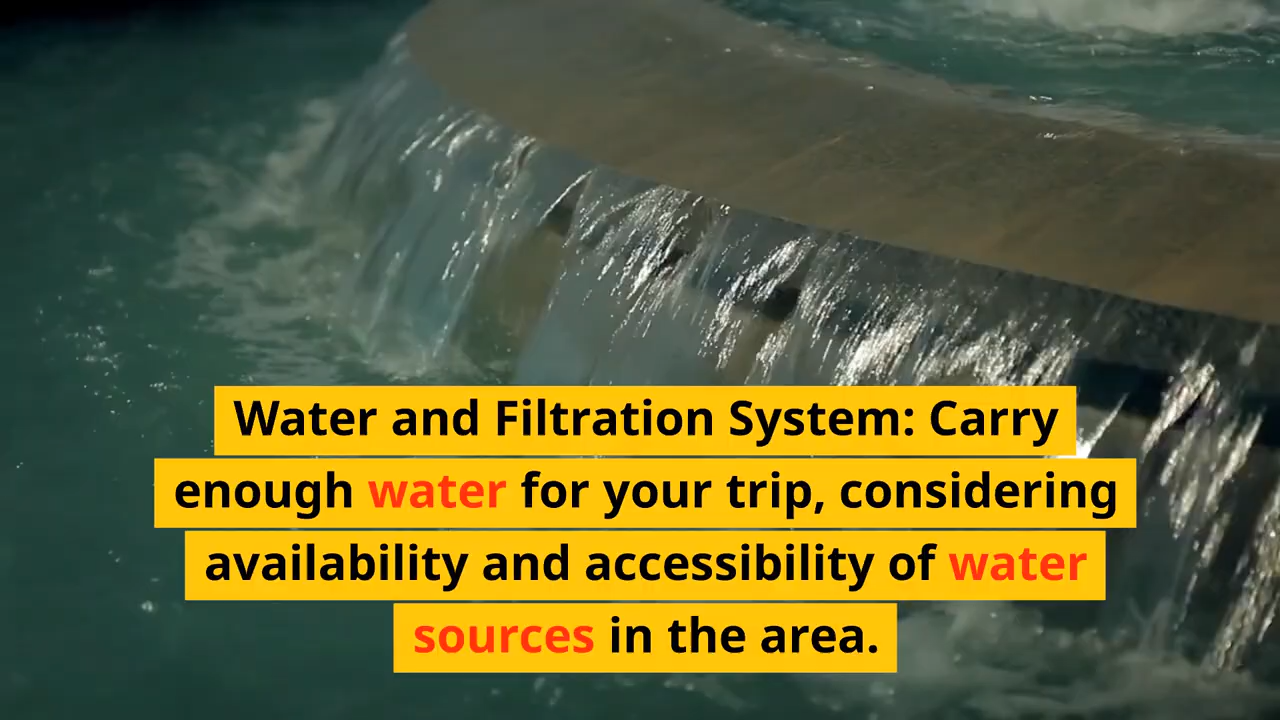 Water and Filtration System: Carry
enough water for your trip, considering
availability and accessibility of water
sources in the area.